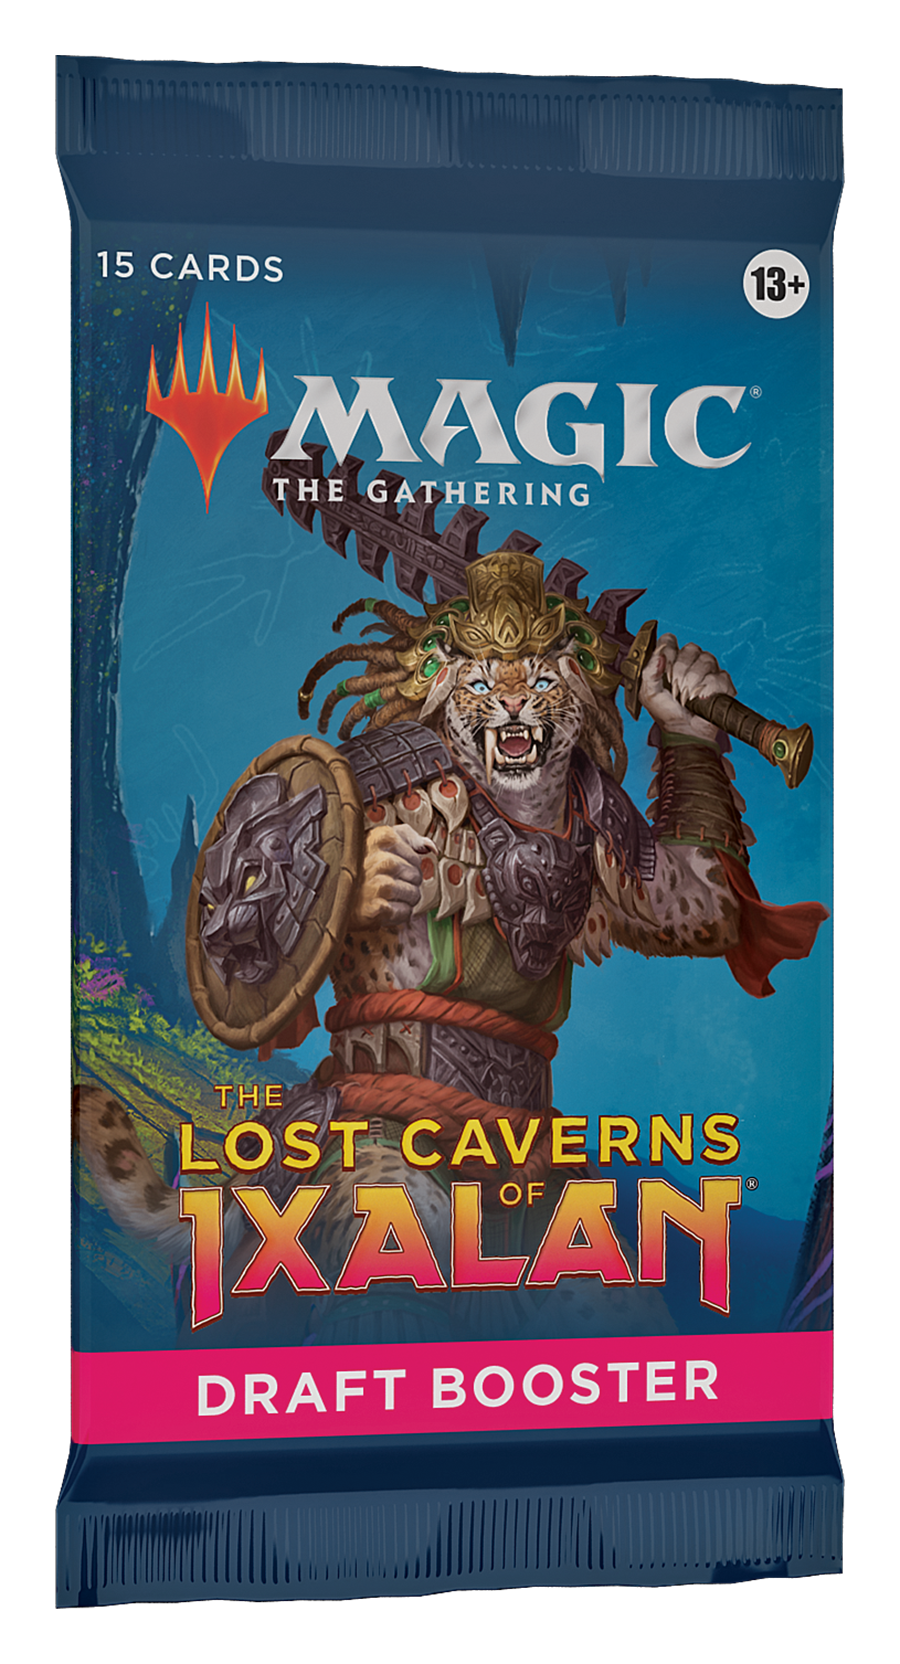 15 CARDS
13+
MAGIC®
THE GATHERING
THE
LOST CAVERNS
OF
IXALAN®
DRAFT BOOSTER